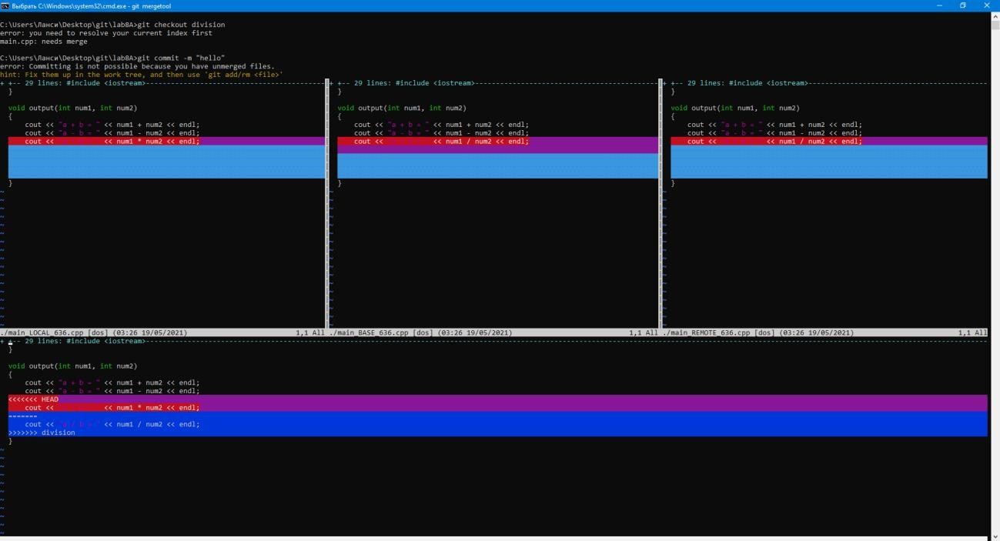 Выбрать C:\Windows\system32\cmd.exe - git mergetool
C:\Users\Ланси\Desktop\git\lab8A>git checkout division
error: you need to resolve your current index first
main.cpp: needs merge
C:\Users\Ланси\Desktop\git\lab8A>git commit -m "hello"
error: Committing is not possible because you have unmerged files.
hint: Fix them up in the work tree, and then use 'git add/rm <file>'
+ +-- 29 lines: #include <iostream>
}
void output(int num1, int num2)
{
cout << "a + b = " << num1 + num2 << endl;
cout << "a - b = " << num1 - num2 << endl;
cout << << num1 * num2 << endl;
}
./main_LOCAL_636.cpp [dos] (03:26 19/05/2021) 1,1 All
+ +-- 29 lines: #include <iostream>
}
void output(int num1, int num2)
{
cout << "a + b = " << num1 + num2 << endl;
cout << "a - b = " << num1 - num2 << endl;
cout << << num1 / num2 << endl;
}
./main_BASE_636.cpp [dos] (03:26 19/05/2021) 1,1 All
+ +-- 29 lines: #include <iostream>
}
void output(int num1, int num2)
{
cout << "a + b = " << num1 + num2 << endl;
cout << "a - b = " << num1 - num2 << endl;
cout << << num1 / num2 << endl;
}
./main_REMOTE_636.cpp [dos] (03:26 19/05/2021) 1,1 All
+ +-- 29 lines: #include <iostream>
}
void output(int num1, int num2)
{
cout << "a + b = " << num1 + num2 << endl;
cout << "a - b = " << num1 - num2 << endl;
<<<<<<< HEAD
cout << << num1 * num2 << endl;
=======
cout << "a / b = " << num1 / num2 << endl;
>>>>>>> division
}